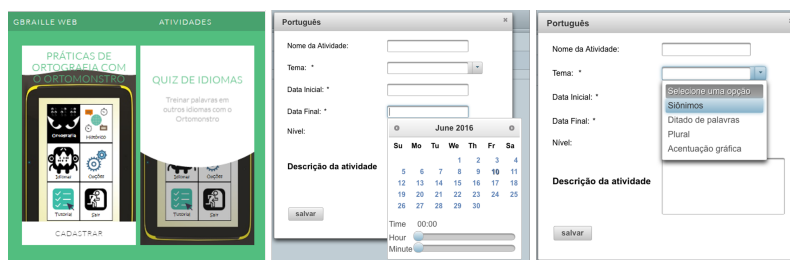 GBRAILLE WEB
ATIVIDADES
PRÁTICAS DE
ORTOGRAFIA COM
O ORTOMONSTRO
Ortografia
Histórico
Idiomas
Opções
Tutorial
Sair
CADASTRAR
QUIZ DE IDIOMAS
Treinar palavras em
outros idiomas com o
Ortomonstro
Idiomas
Opções
Tutorial
Sair
Português
×
Nome da Atividade:
Tema: *
Data Inicial: *
Data Final: *
Nível:
Descrição da atividade
salvar
June 2016
Su Mo Tu We Th Fr Sa
1 2 3 4
5 6 7 8 9 10 11
12 13 14 15 16 17 18
19 20 21 22 23 24 25
26 27 28 29 30
Time 00:00
Hour
Minute
Português
×
Nome da Atividade:
Tema: *
Data Inicial: *
Data Final: *
Nível:
Selecione uma opção
Siônimos
Ditado de palavras
Plural
Acentuação gráfica
Descrição da atividade
salvar